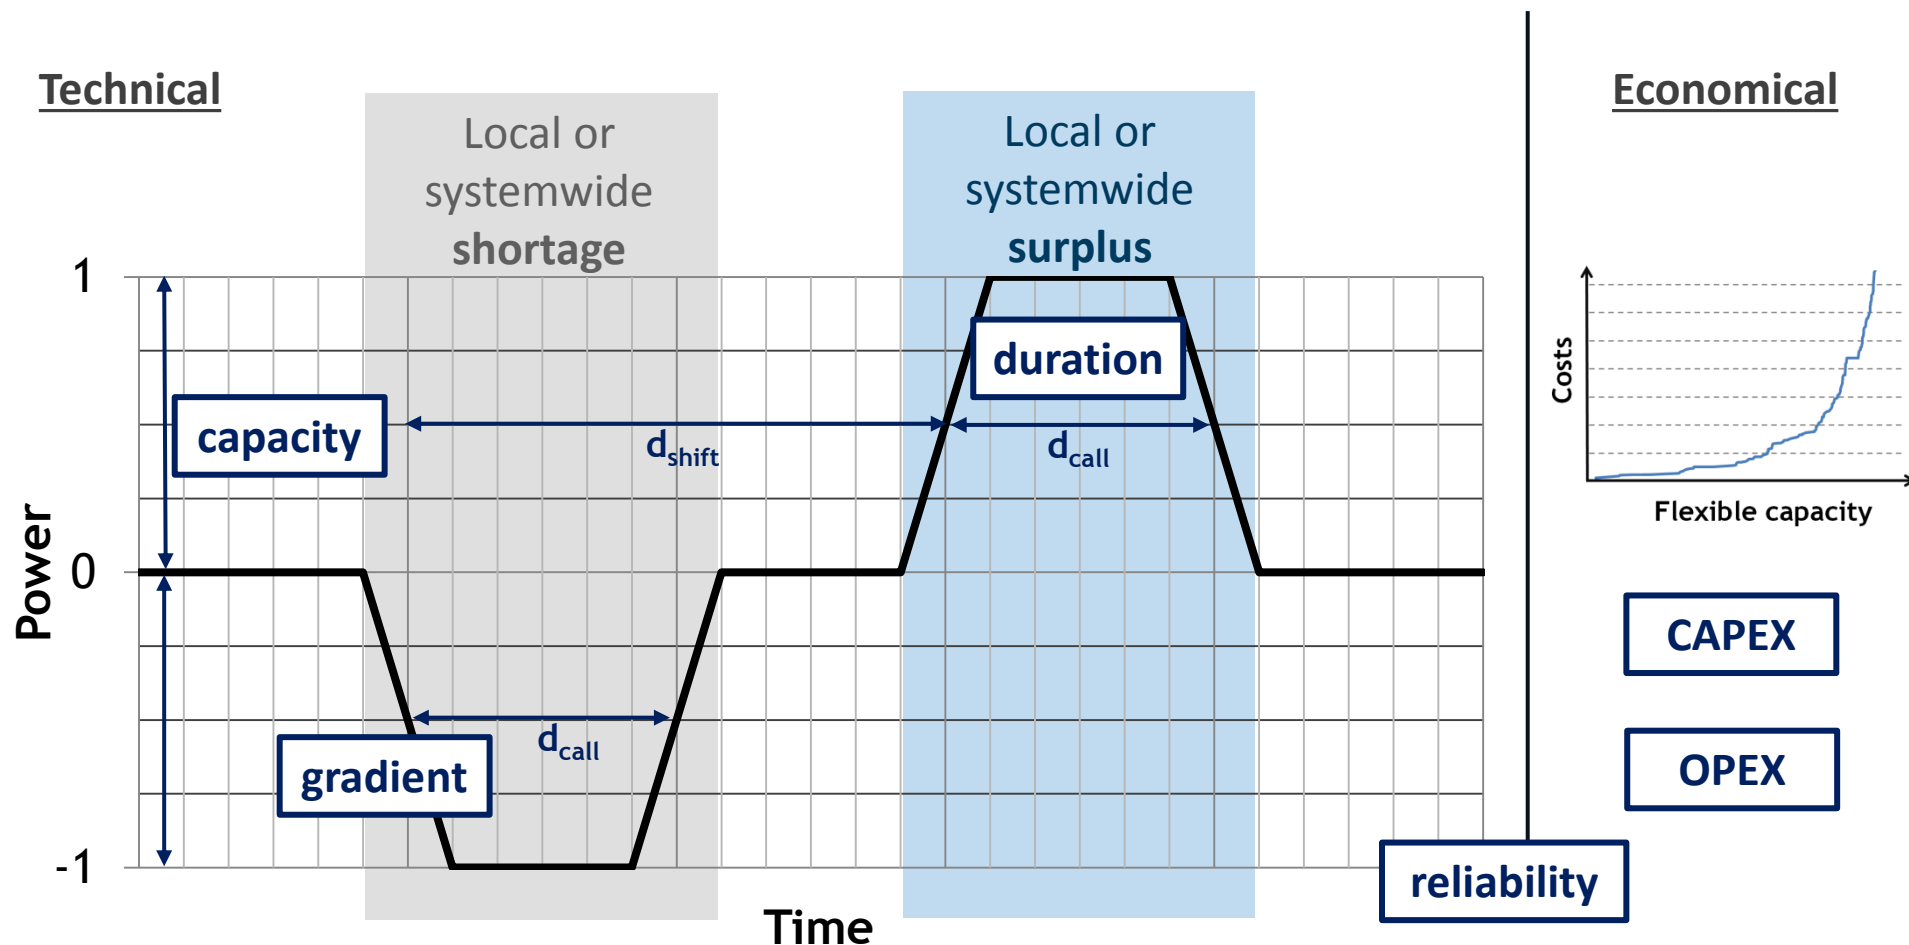 Technical
Economical
Local or
systemwide
shortage
Local or
systemwide
surplus
1
0
-1
Power
Time
capacity
duration
gradient
reliability
d_shift
d_call
d_call
Costs
Flexible capacity
CAPEX
OPEX